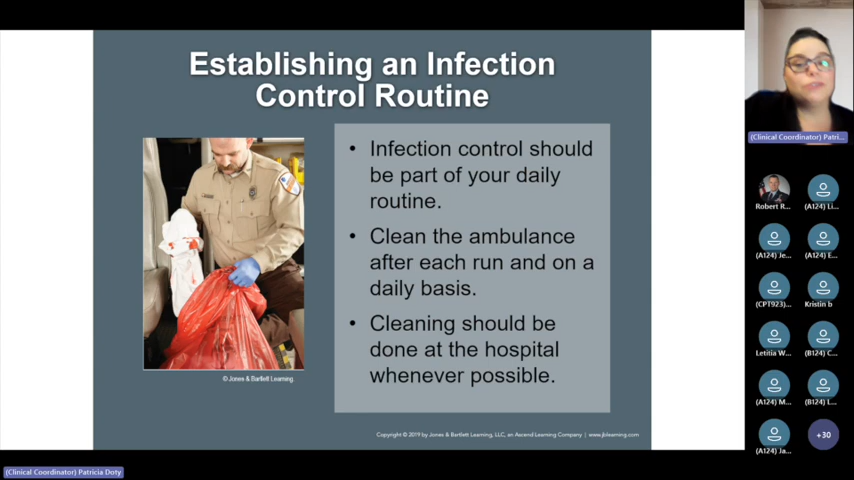 Establishing an Infection
Control Routine
• Infection control should
be part of your daily
routine.
• Clean the ambulance
after each run and on a
daily basis.
• Cleaning should be
done at the hospital
whenever possible.
© Jones & Bartlett Learning.
Copyright © 2019 by Jones & Bartlett Learning, LLC, an Ascend Learning Company | www.jblearning.com
(Clinical Coordinator) Patri...
Robert R...
(A124) Li...
(A124) Je...
(A124) E...
(CPT923)...
Kristin b
Letitia W...
(B124) C...
(A124) M...
(B124) L...
(A124) Ja...
+30
(Clinical Coordinator) Patricia Doty